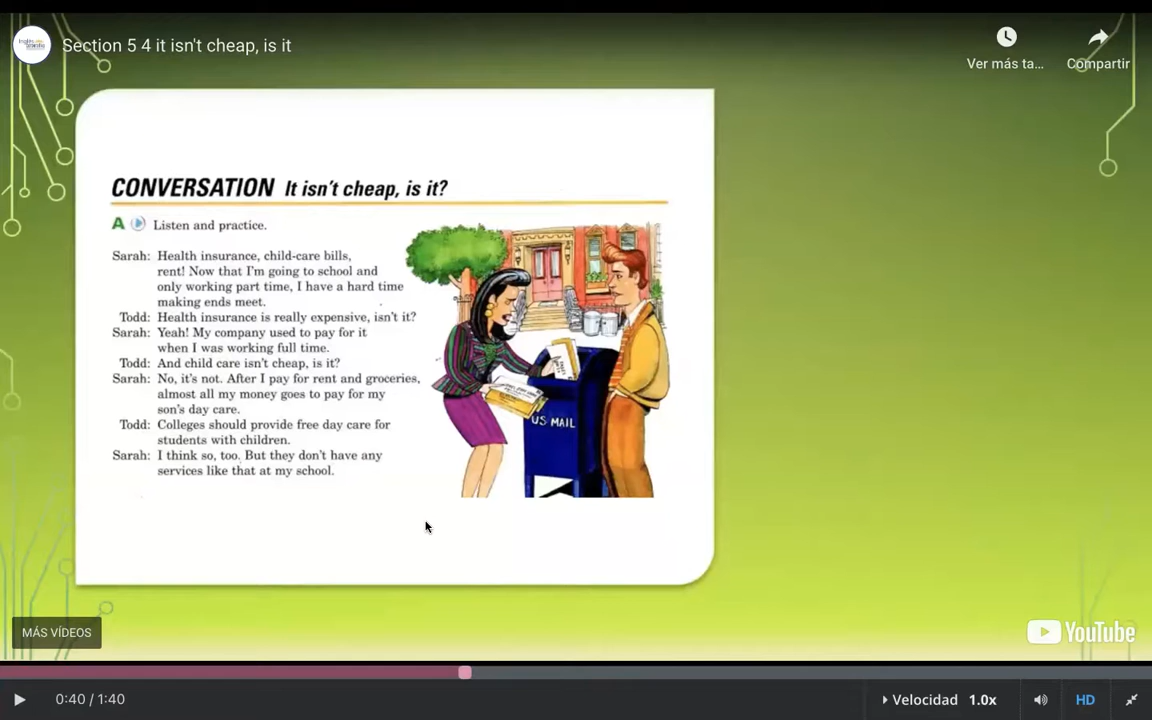 Section 5 4 it isn't cheap, is it
Ver más ta...
Compartir
CONVERSATION It isn't cheap, is it?
A Listen and practice.
Sarah: Health insurance, child-care bills,
rent! Now that I'm going to school and
only working part time, I have a hard time
making ends meet.
Todd: Health insurance is really expensive, isn't it?
Sarah: Yeah! My company used to pay for it
when I was working full time.
Todd: And child care isn't cheap, is it?
Sarah: No, it's not. After I pay for rent and groceries,
almost all my money goes to pay for my
son's day care.
Todd: Colleges should provide free day care for
students with children.
Sarah: I think so, too. But they don't have any
services like that at my school.
US MAIL
MÁS VÍDEOS
YouTube
0:40 / 1:40
Velocidad 1.0x
HD